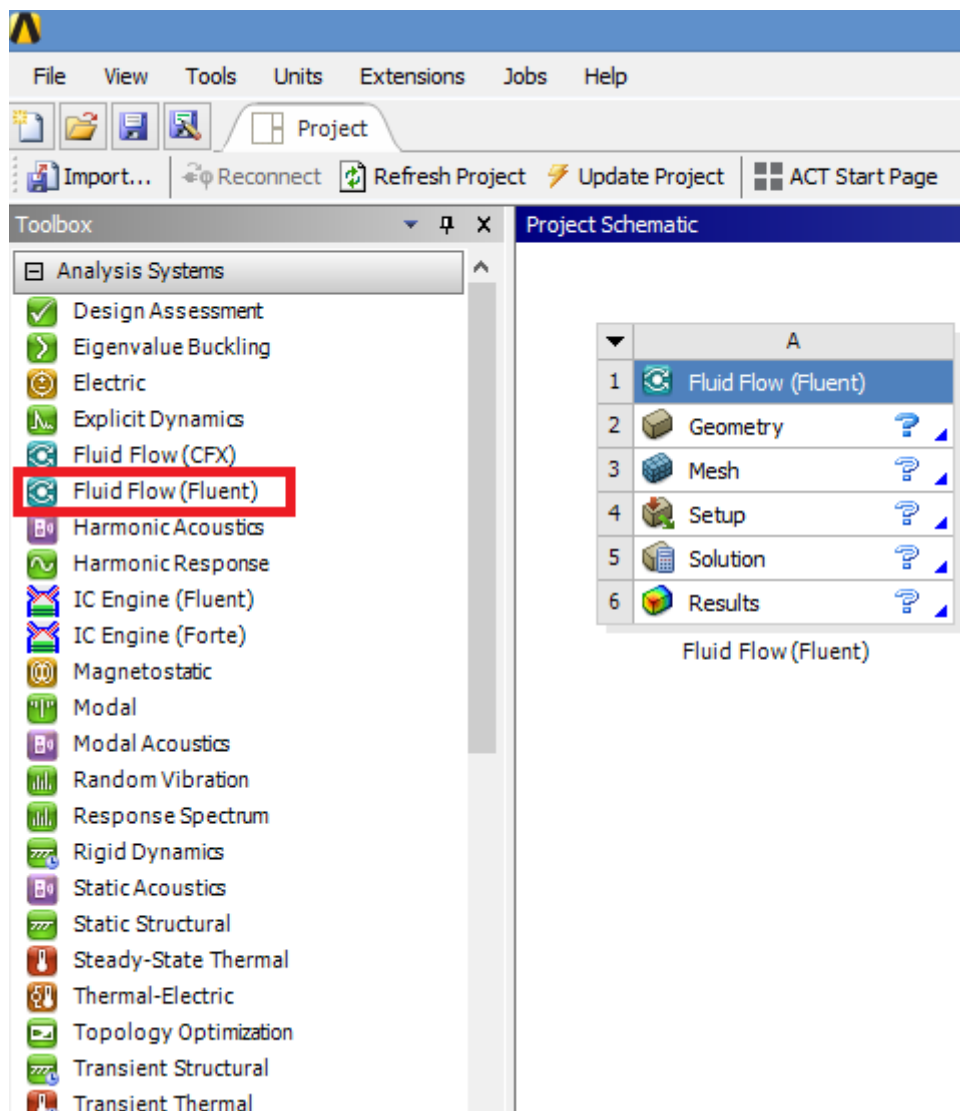 File View Tools Units Extensions Jobs Help
Project
Import... Reconnect Refresh Project Update Project ACT Start Page
Toolbox
Analysis Systems
Design Assessment
Eigenvalue Buckling
Electric
Explicit Dynamics
Fluid Flow (CFX)
Fluid Flow (Fluent)
Harmonic Acoustics
Harmonic Response
IC Engine (Fluent)
IC Engine (Forte)
Magnetostatic
Modal
Modal Acoustics
Random Vibration
Response Spectrum
Rigid Dynamics
Static Acoustics
Static Structural
Steady-State Thermal
Thermal-Electric
Topology Optimization
Transient Structural
Transient Thermal
Project Schematic
A
1 Fluid Flow (Fluent)
2 Geometry ?
3 Mesh ?
4 Setup ?
5 Solution ?
6 Results ?
Fluid Flow (Fluent)